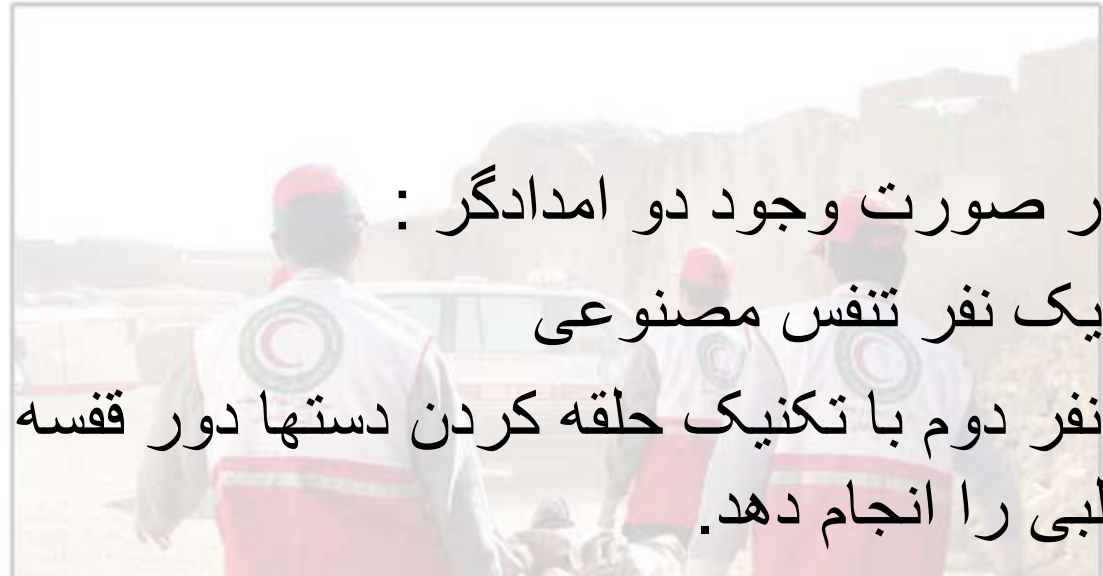 ر صورت وجود دو امدادگر :
یک نفر تنفس مصنوعی
نفر دوم با تکنیک حلقه کردن دستها دور قفسه
لبی را انجام دهد.